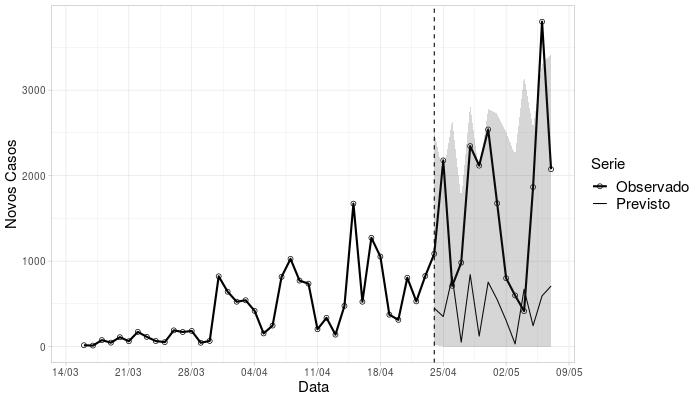 Novos Casos
3000
2000
1000
0
14/03
21/03
28/03
04/04
11/04
18/04
25/04
02/05
09/05
Data
Serie
Observado
Previsto